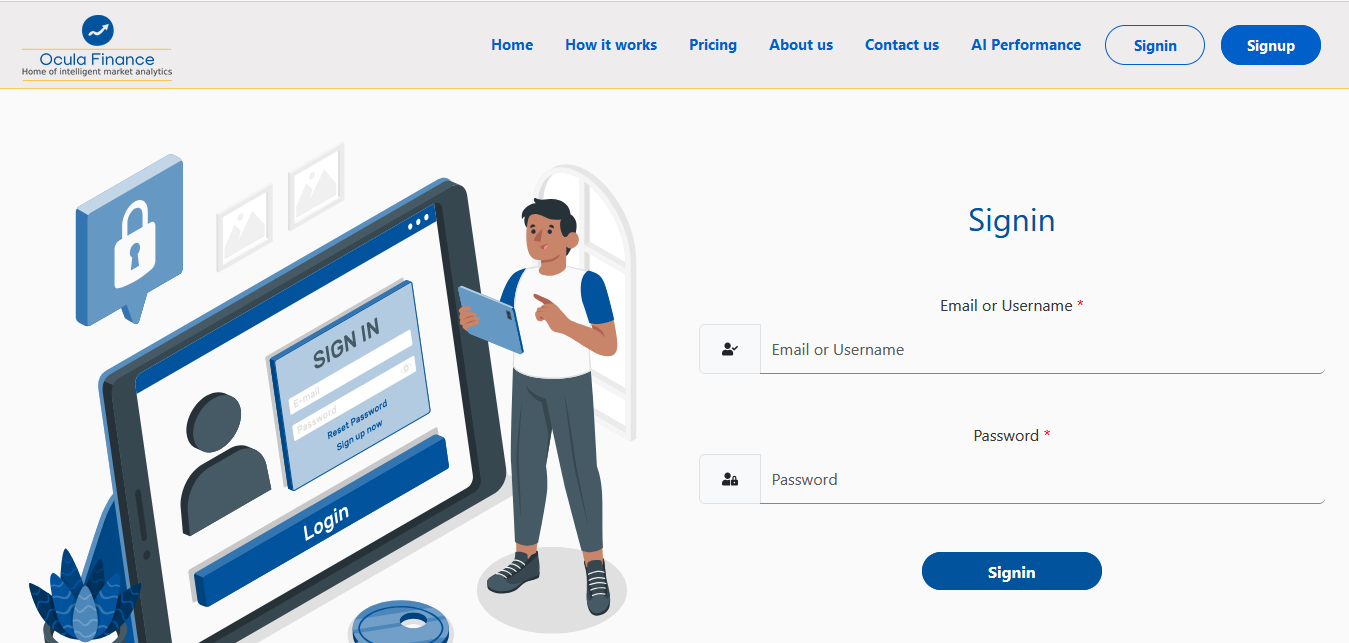 Ocula Finance
Home of intelligent market analytics
Home How it works Pricing About us Contact us AI Performance Signin Signup
SIGN IN
E-mail
Password
Reset Password
Sign up now
Login
Signin
Email or Username *
Email or Username
Password *
Password
Signin